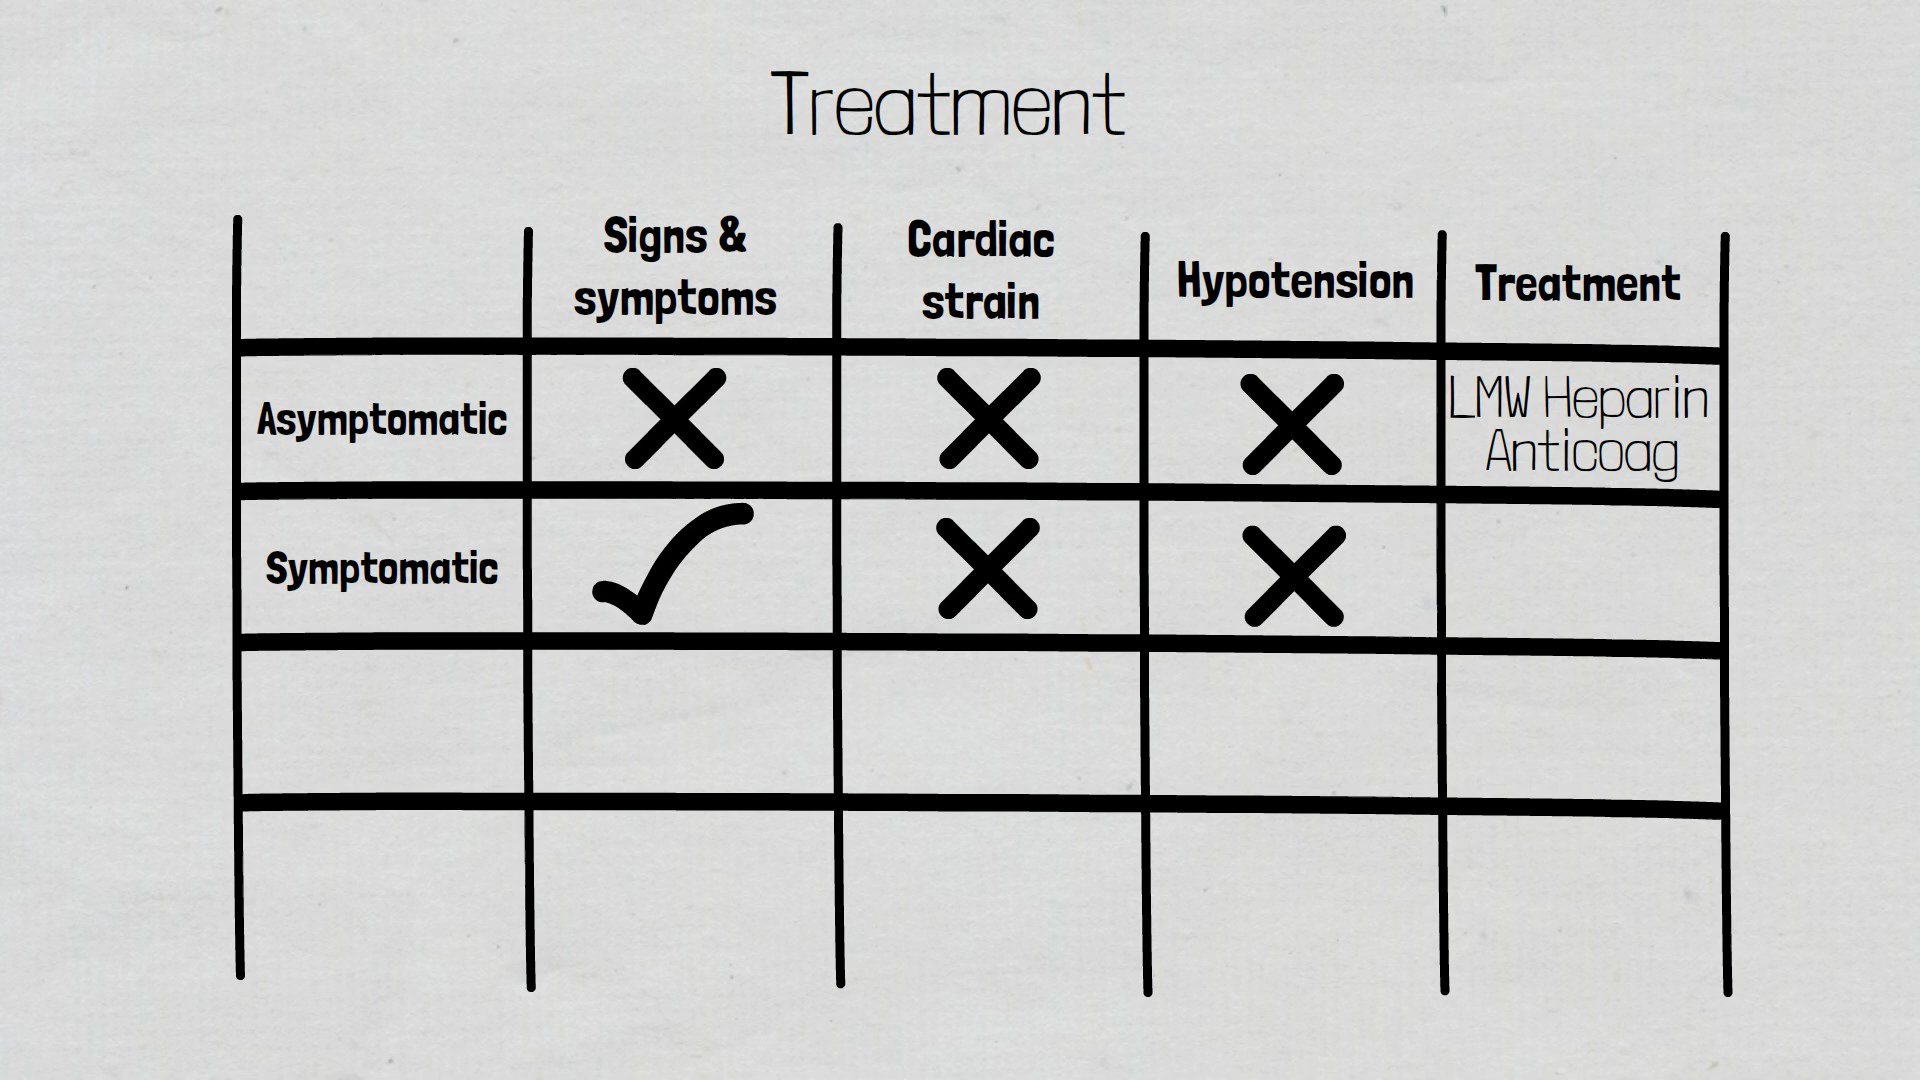 Treatment
Signs &
symptoms
Cardiac
strain
Hypotension
Treatment
Asymptomatic
LMW Heparin
Anticoag
Symptomatic